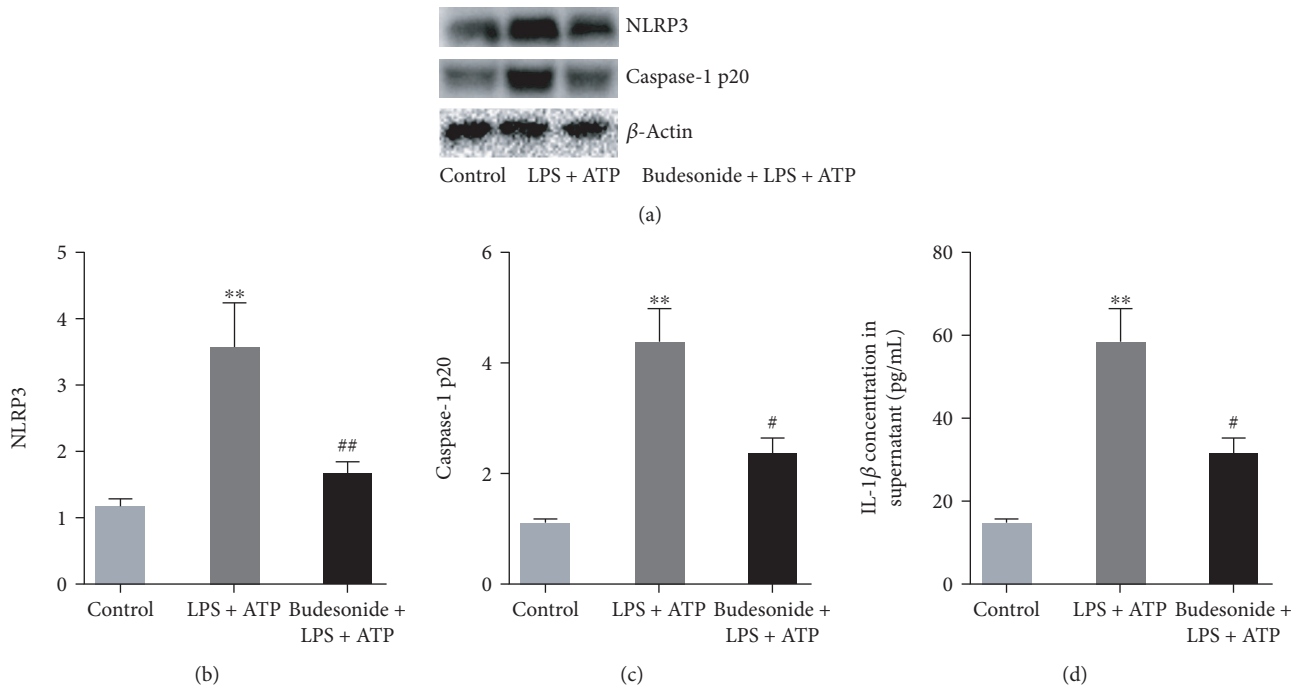 NLRP3
Caspase-1 p20
β-Actin
Control LPS + ATP Budesonide + LPS + ATP
(a)
5
4
3
2
1
0
NLRP3
**
##
Control LPS + ATP Budesonide +
LPS + ATP
(b)
6
4
2
0
Caspase-1 p20
**
#
Control LPS + ATP Budesonide +
LPS + ATP
(c)
80
60
40
20
0
IL-1β concentration in
supernatant (pg/mL)
**
#
Control LPS + ATP Budesonide +
LPS + ATP
(d)